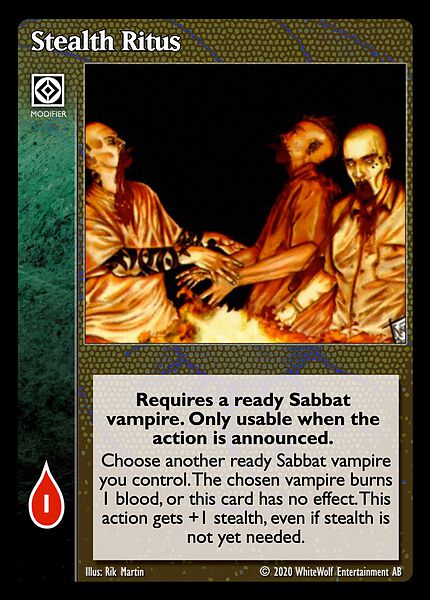 Stealth Ritus
MODIFIER
Requires a ready Sabbat
vampire. Only usable when the
action is announced.
Choose another ready Sabbat vampire
you control. The chosen vampire burns
1 blood, or this card has no effect. This
action gets +1 stealth, even if stealth is
not yet needed.
1
Illus: Rik Martin
© 2020 WhiteWolf Entertainment AB